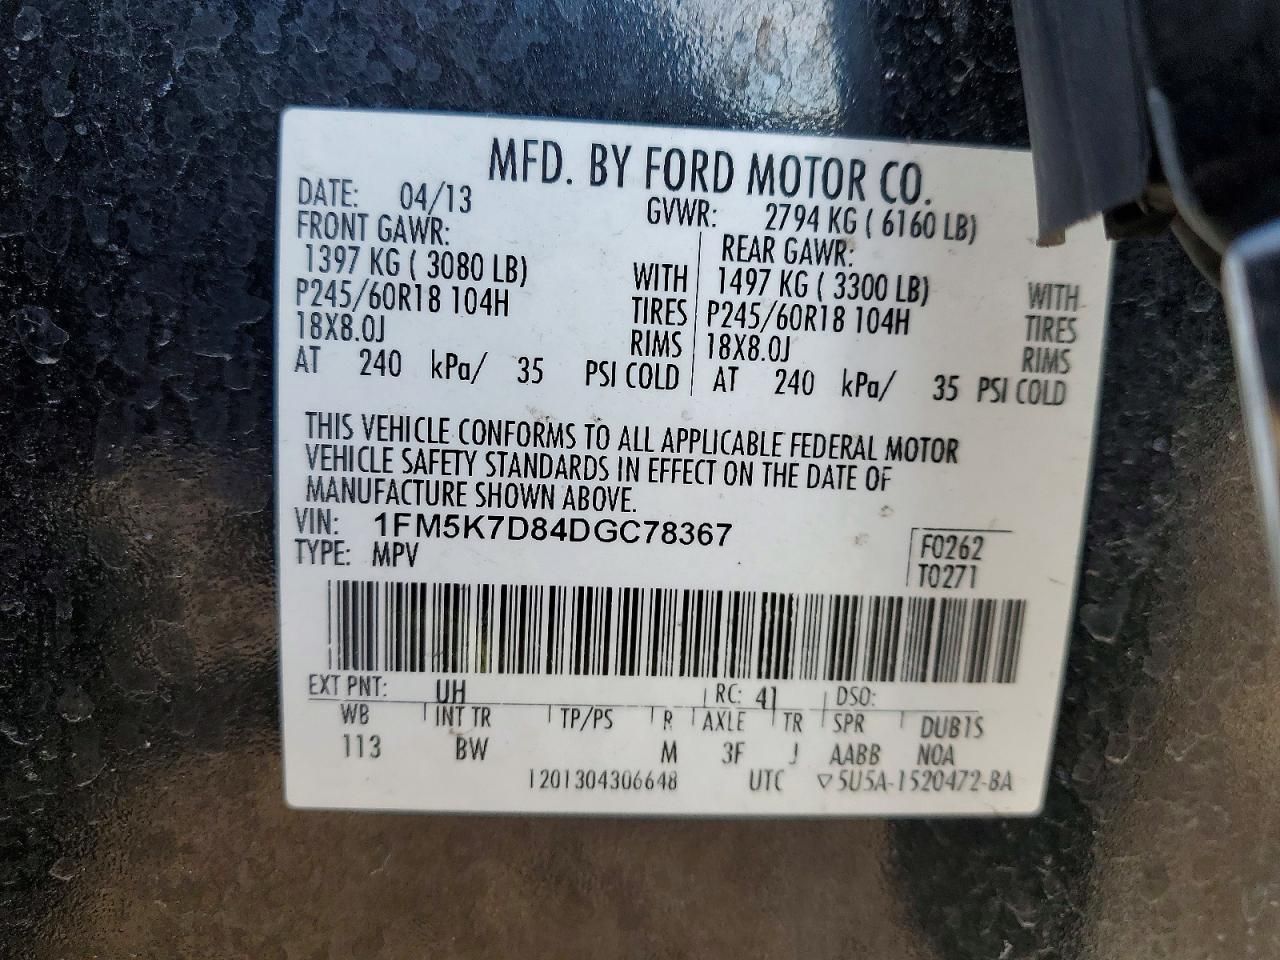 MFD. BY FORD MOTOR CO.
DATE: 04/13 GVWR: 2794 KG ( 6160 LB)
FRONT GAWR: REAR GAWR:
1397 KG ( 3080 LB) WITH 1497 KG ( 3300 LB) WITH
P245/60R18 104H TIRES P245/60R18 104H TIRES
18X8.0J RIMS 18X8.0J RIMS
AT 240 kPa/ 35 PSI COLD AT 240 kPa/ 35 PSI COLD
THIS VEHICLE CONFORMS TO ALL APPLICABLE FEDERAL MOTOR
VEHICLE SAFETY STANDARDS IN EFFECT ON THE DATE OF
MANUFACTURE SHOWN ABOVE.
VIN: 1FM5K7D84DGC78367
TYPE: MPV
F0262
T0271
EXT PNT: UH RC: 41 DSO:
WB INT TR TP/PS R AXLE TR SPR DUB1S
113 BW M 3F J AABB NOA
1201304306648 UTC ▽5U5A-1520472-BA